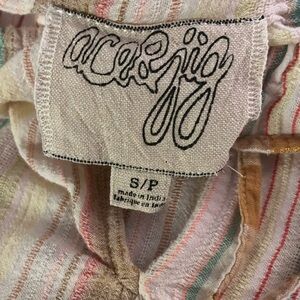 ace&jig
S/P
made in India
fabriqué en Inde